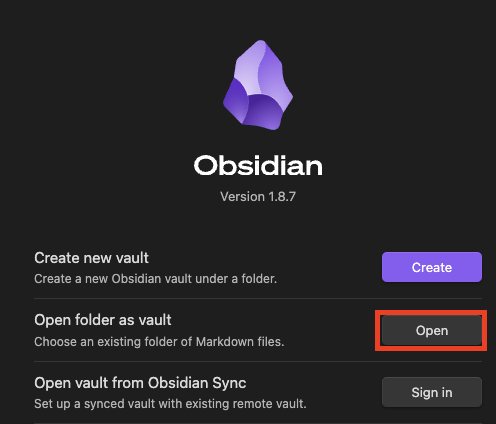 Obsidian
Version 1.8.7
Create new vault
Create a new Obsidian vault under a folder.
Create
Open folder as vault
Choose an existing folder of Markdown files.
Open
Open vault from Obsidian Sync
Set up a synced vault with existing remote vault.
Sign in